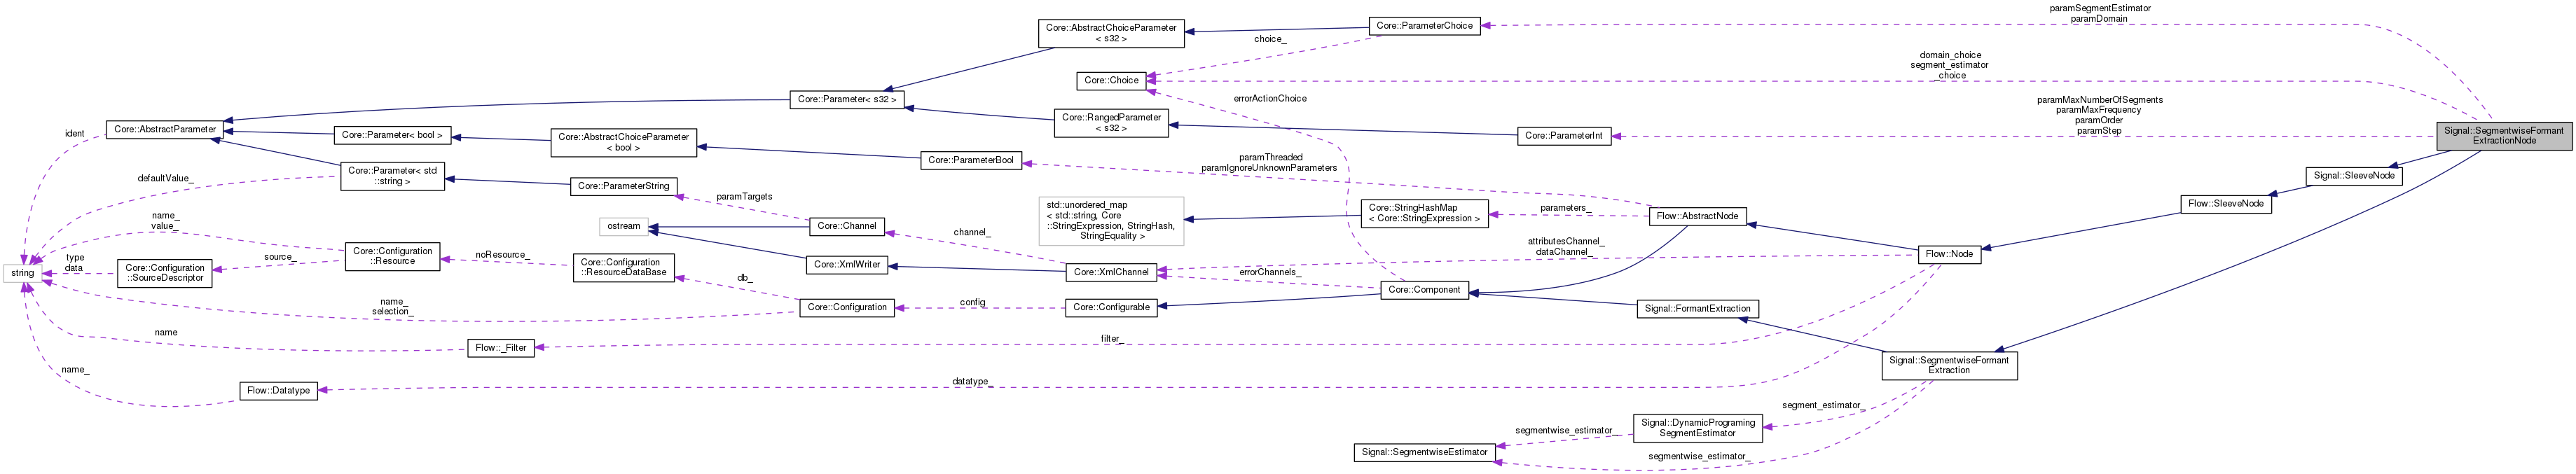 paramSegmentEstimator
paramDomain
Core::AbstractChoiceParameter
< s32 >
Core::ParameterChoice
choice_
domain_choice
segment_estimator
_choice
Core::Choice
Core::Parameter< s32 >
errorActionChoice
paramMaxNumberOfSegments
paramMaxFrequency
paramOrder
paramStep
Core::RangedParameter
< s32 >
Core::ParameterInt
Signal::SegmentwiseFormant
ExtractionNode
ident
Core::AbstractParameter
Core::Parameter< bool >
Core::AbstractChoiceParameter
< bool >
Core::ParameterBool
paramThreaded
paramIgnoreUnknownParameters
Core::Parameter< std
::string >
defaultValue_
Core::ParameterString
paramTargets
Signal::SleeveNode
Flow::SleeveNode
name_
value_
ostream
Core::Channel
std::unordered_map
< std::string, Core
::StringExpression, StringHash,
StringEquality >
Core::StringHashMap
< Core::StringExpression >
parameters_
Flow::AbstractNode
channel_
attributesChannel_
dataChannel_
Flow::Node
Core::Configuration
::Resource
source_
noResource_
type
data
string
Core::Configuration
::SourceDescriptor
Core::Configuration
::ResourceDataBase
Core::XmlWriter
Core::XmlChannel
errorChannels_
db_
Core::Component
name_
selection_
Core::Configuration
config
Core::Configurable
Signal::FormantExtraction
name
Flow::_Filter
filter_
Signal::SegmentwiseFormant
Extraction
name_
Flow::Datatype
datatype_
segment_estimator_
Signal::DynamicPrograming
SegmentEstimator
segmentwise_estimator_
Signal::SegmentwiseEstimator
segmentwise_estimator_